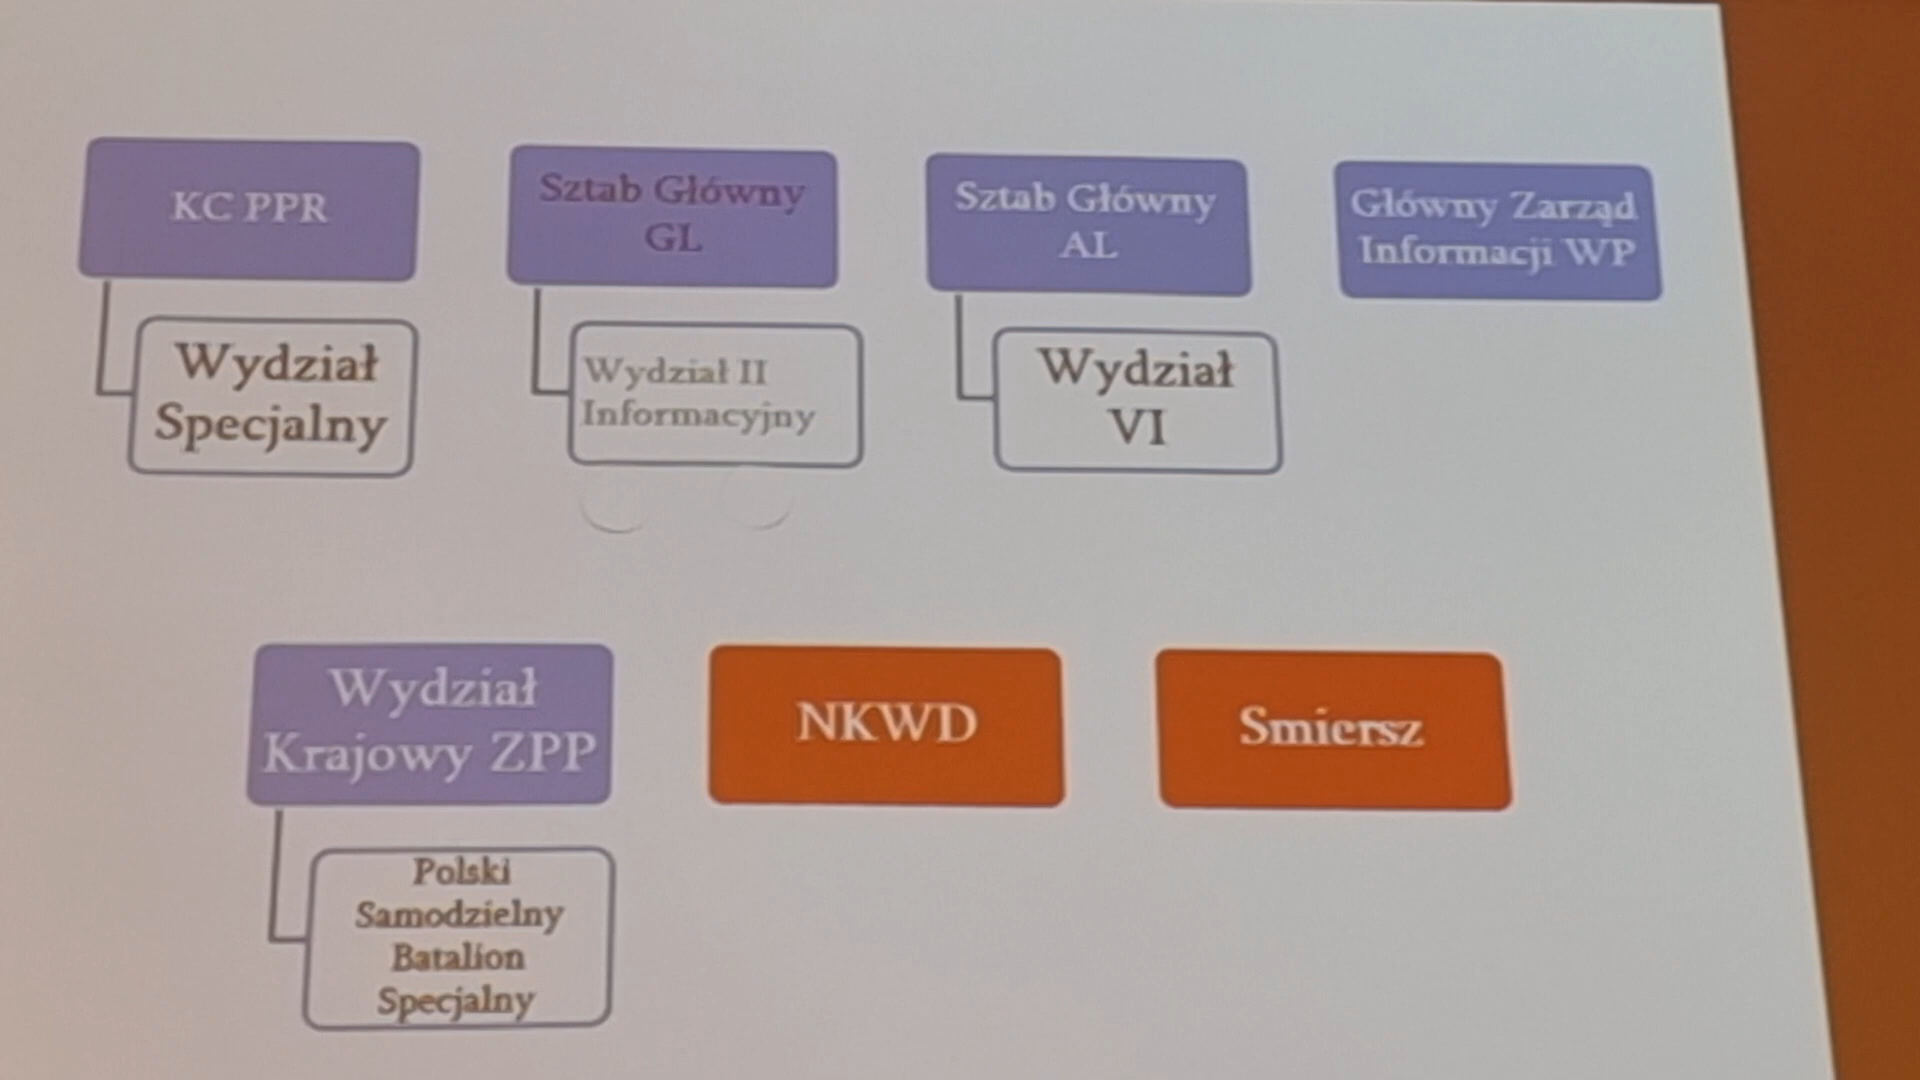 KC PPR
Wydział
Specjalny
Sztab Główny
GL
Wydział II
Informacyjny
Sztab Główny
AL
Wydział
VI
Główny Zarząd
Informacji WP
Wydział
Krajowy ZPP
Polski
Samodzielny
Batalion
Specjalny
NKWD
Smiersz